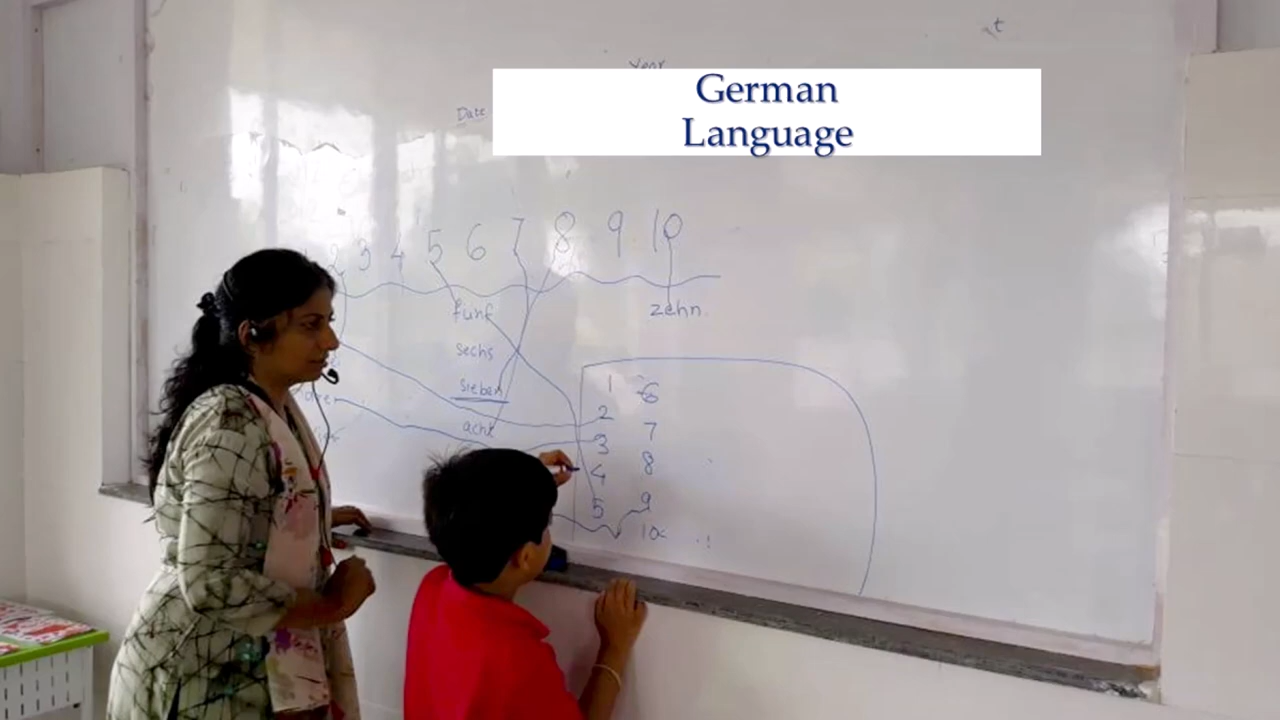 t
Year
German
Language
Date
2 3 4 5 6 7 8 9 10
fünf
zehn.
sechs
sieben
acht
1 6
2 7
3 8
4 8
5 9
10